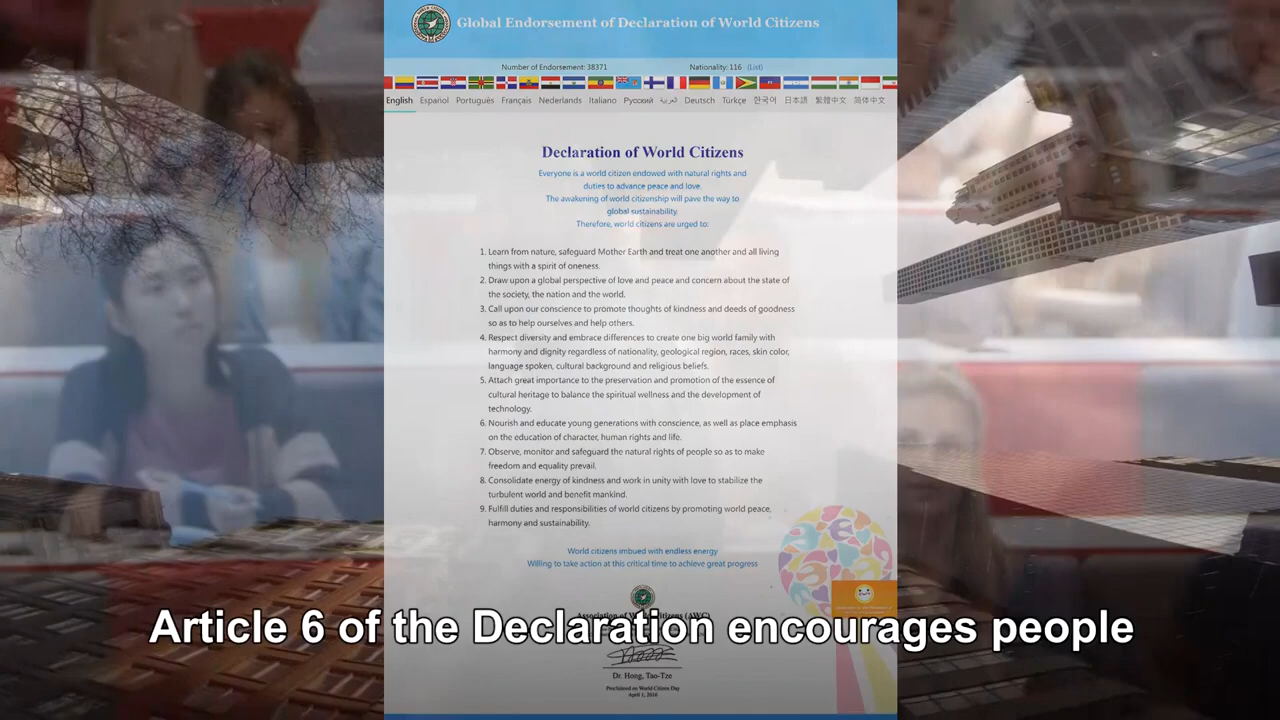 Global Endorsement of Declaration of World Citizens
Number of Endorsement: 38371 Nationality: 116 (List)
English Español Português Français Nederlands Italiano Русский العربية Deutsch Türkçe 한국어 日本語 繁體中文 简体中文
Declaration of World Citizens
Everyone is a world citizen endowed with natural rights and
duties to advance peace and love.
The awakening of world citizenship will pave the way to
global sustainability.
Therefore, world citizens are urged to:
1. Learn from nature, safeguard Mother Earth and treat one another and all living
things with a spirit of oneness.
2. Draw upon a global perspective of love and peace and concern about the state of
the society, the nation and the world.
3. Call upon our conscience to promote thoughts of kindness and deeds of goodness
so as to help ourselves and help others.
4. Respect diversity and embrace differences to create one big world family with
harmony and dignity regardless of nationality, geological region, races, skin color,
language spoken, cultural background and religious beliefs.
5. Attach great importance to the preservation and promotion of the essence of
cultural heritage to balance the spiritual wellness and the development of
technology.
6. Nourish and educate young generations with conscience, as well as place emphasis
on the education of character, human rights and life.
7. Observe, monitor and safeguard the natural rights of people so as to make
freedom and equality prevail.
8. Consolidate energy of kindness and work in unity with love to stabilize the
turbulent world and benefit mankind.
9. Fulfill duties and responsibilities of world citizens by promoting world peace,
harmony and sustainability.
World citizens imbued with endless energy
Willing to take action at this critical time to achieve great progress
Association of World Citizens (AWC)
Article 6 of the Declaration encourages people
Dr. Hong, Tao-Tze
Proclaimed on World Citizen Day
April 1, 2016